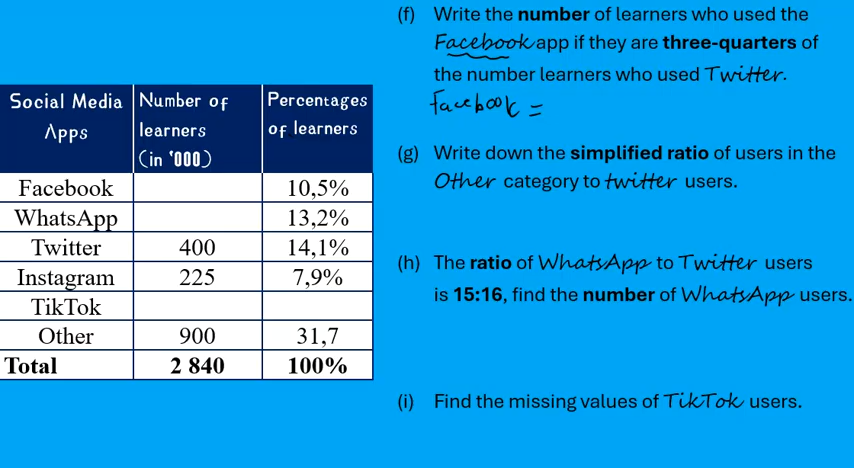 (f) Write the number of learners who used the
Facebook app if they are three-quarters of
the number learners who used Twitter.
Facebook =
(g) Write down the simplified ratio of users in the
Other category to twitter users.
(h) The ratio of WhatsApp to Twitter users
is 15:16, find the number of WhatsApp users.
(i) Find the missing values of TikTok users.
Social Media Apps Number of learners (in '000) Percentages of learners
Facebook 10,5%
WhatsApp 13,2%
Twitter 400 14,1%
Instagram 225 7,9%
TikTok
Other 900 31,7
Total 2 840 100%